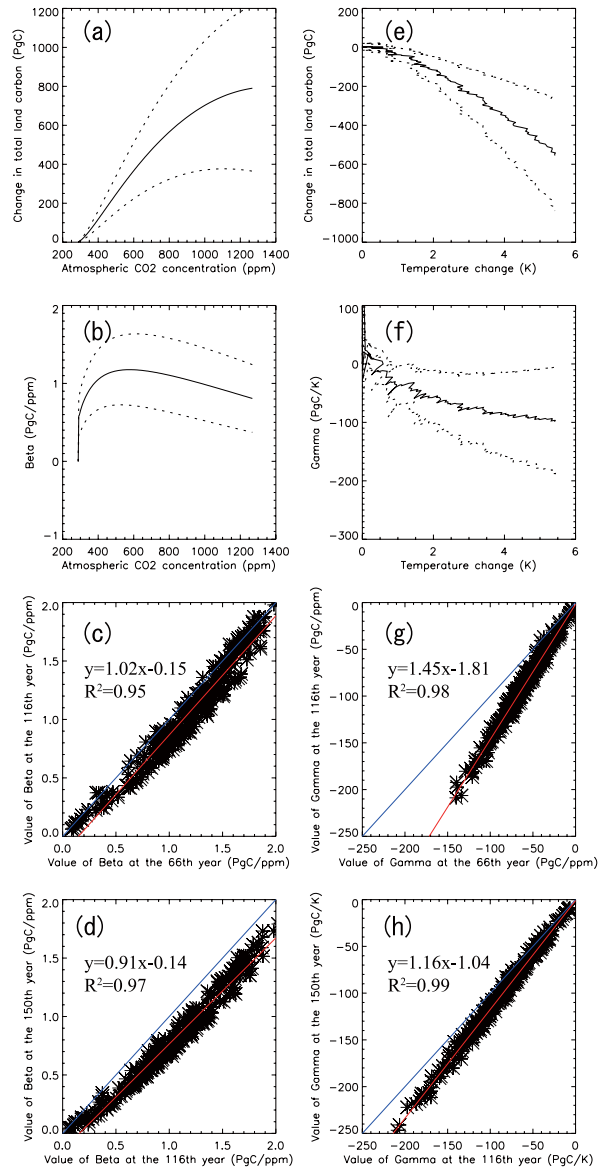 (a)
1200
1000
800
600
400
200
0
Change in total land carbon (PgC)
200 400 600 800 1000 1200 1400
Atmospheric CO2 concentration (ppm)
(e)
200
0
−200
−400
−600
−800
−1000
Change in total land carbon (PgC)
0 2 4 6
Temperature change (K)
(b)
2
1
0
−1
Beta (PgC/ppm)
200 400 600 800 1000 1200 1400
Atmospheric CO2 concentration (ppm)
(f)
100
0
−100
−200
−300
Gamma (PgC/K)
0 2 4 6
Temperature change (K)
(c)
y=1.02x-0.15
R²=0.95
2.0
1.5
1.0
0.5
0.0
Value of Beta at the 116th year (PgC/ppm)
0.0 0.5 1.0 1.5 2.0
Value of Beta at the 66th year (PgC/ppm)
(g)
y=1.45x-1.81
R²=0.98
0
−50
−100
−150
−200
−250
Value of Gamma at the 116th year (PgC/ppm)
−250 −200 −150 −100 −50 0
Value of Gamma at the 66th year (PgC/ppm)
(d)
y=0.91x-0.14
R²=0.97
2.0
1.5
1.0
0.5
0.0
Value of Beta at the 150th year (PgC/ppm)
0.0 0.5 1.0 1.5 2.0
Value of Beta at the 116th year (PgC/ppm)
(h)
y=1.16x-1.04
R²=0.99
0
−50
−100
−150
−200
−250
Value of Gamma at the 150th year (PgC/K)
−250 −200 −150 −100 −50 0
Value of Gamma at the 116th year (PgC/K)